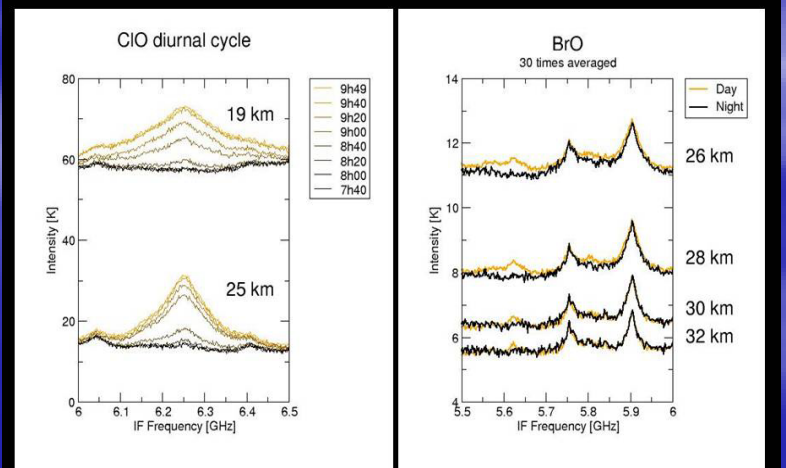 ClO diurnal cycle
80
60
40
20
0
Intensity [K]
19 km
25 km
6
6.1
6.2
6.3
6.4
6.5
IF Frequency [GHz]
9h49
9h40
9h20
9h00
8h40
8h20
8h00
7h40
BrO
30 times averaged
14
12
10
8
6
4
Intensity [K]
5.5
5.6
5.7
5.8
5.9
6
IF Frequency [GHz]
Day
Night
26 km
28 km
30 km
32 km